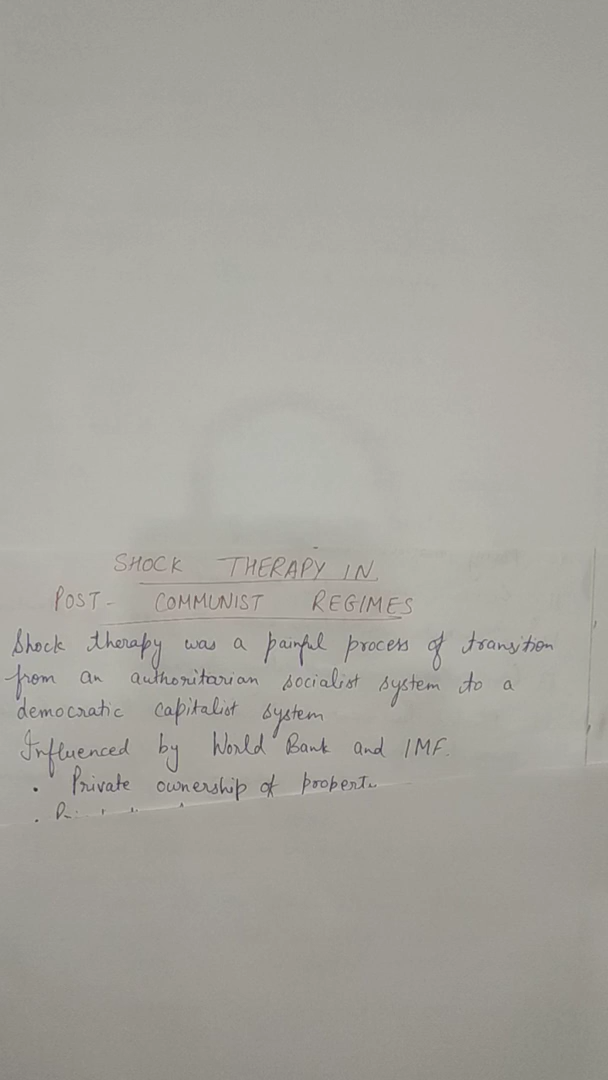 SHOCK THERAPY IN
POST- COMMUNIST REGIMES
Shock therapy was a painful process of transition
from an authoritarian socialist system to a
democratic capitalist system
Influenced by World Bank and IMF.
• Private ownership of